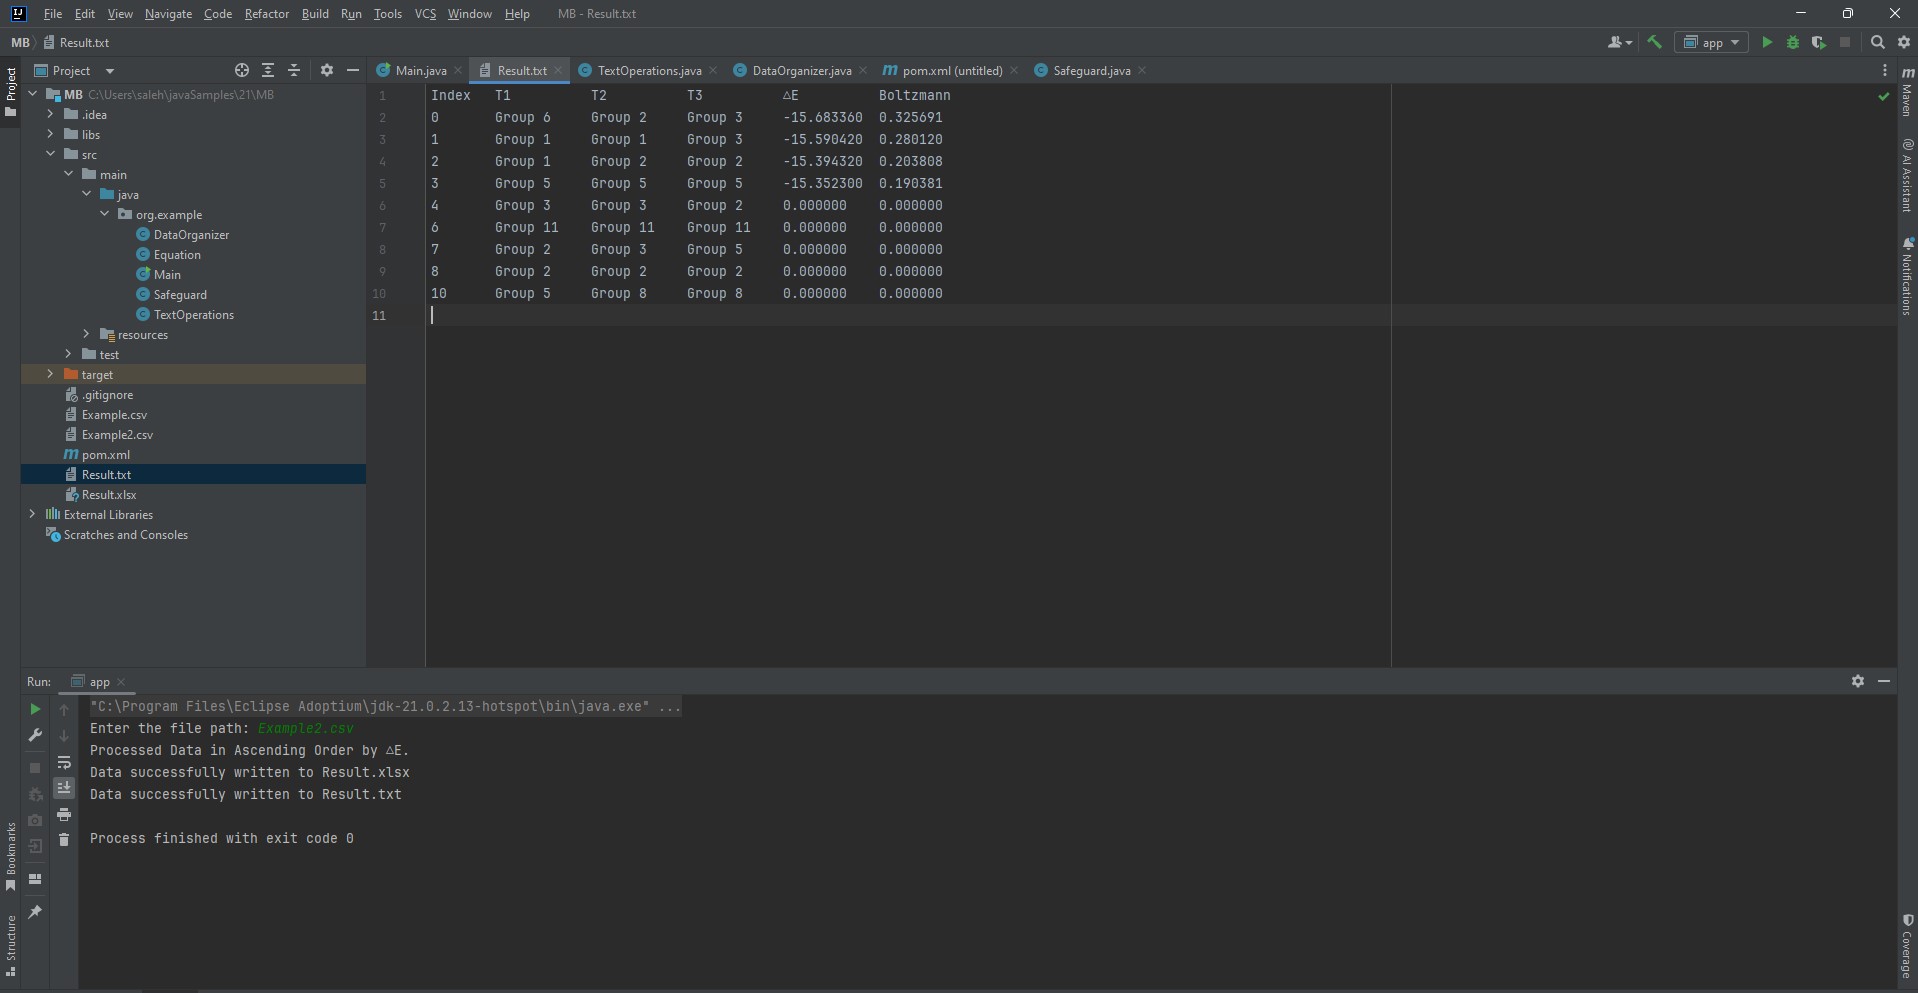 File Edit View Navigate Code Refactor Build Run Tools VCS Window Help MB - Result.txt
MB Result.txt app
Project
Main.java Result.txt TextOperations.java DataOrganizer.java pom.xml (untitled) Safeguard.java
MB C:\Users\saleh\javaSamples\21\MB
.idea
libs
src
main
java
org.example
DataOrganizer
Equation
Main
Safeguard
TextOperations
resources
test
target
.gitignore
Example.csv
Example2.csv
pom.xml
Result.txt
Result.xlsx
External Libraries
Scratches and Consoles
1 Index T1 T2 T3 △E Boltzmann
2 0 Group 6 Group 2 Group 3 -15.683360 0.325691
3 1 Group 1 Group 1 Group 3 -15.590420 0.280120
4 2 Group 1 Group 2 Group 2 -15.394320 0.203808
5 3 Group 5 Group 5 Group 5 -15.352300 0.190381
6 4 Group 3 Group 3 Group 2 0.000000 0.000000
7 6 Group 11 Group 11 Group 11 0.000000 0.000000
8 7 Group 2 Group 3 Group 5 0.000000 0.000000
9 8 Group 2 Group 2 Group 2 0.000000 0.000000
10 10 Group 5 Group 8 Group 8 0.000000 0.000000
11
Run: app
"C:\Program Files\Eclipse Adoptium\jdk-21.0.2.13-hotspot\bin\java.exe" ...
Enter the file path: Example2.csv
Processed Data in Ascending Order by △E.
Data successfully written to Result.xlsx
Data successfully written to Result.txt
Process finished with exit code 0
Project
Bookmarks
Structure
Maven
AI Assistant
Notifications
Coverage